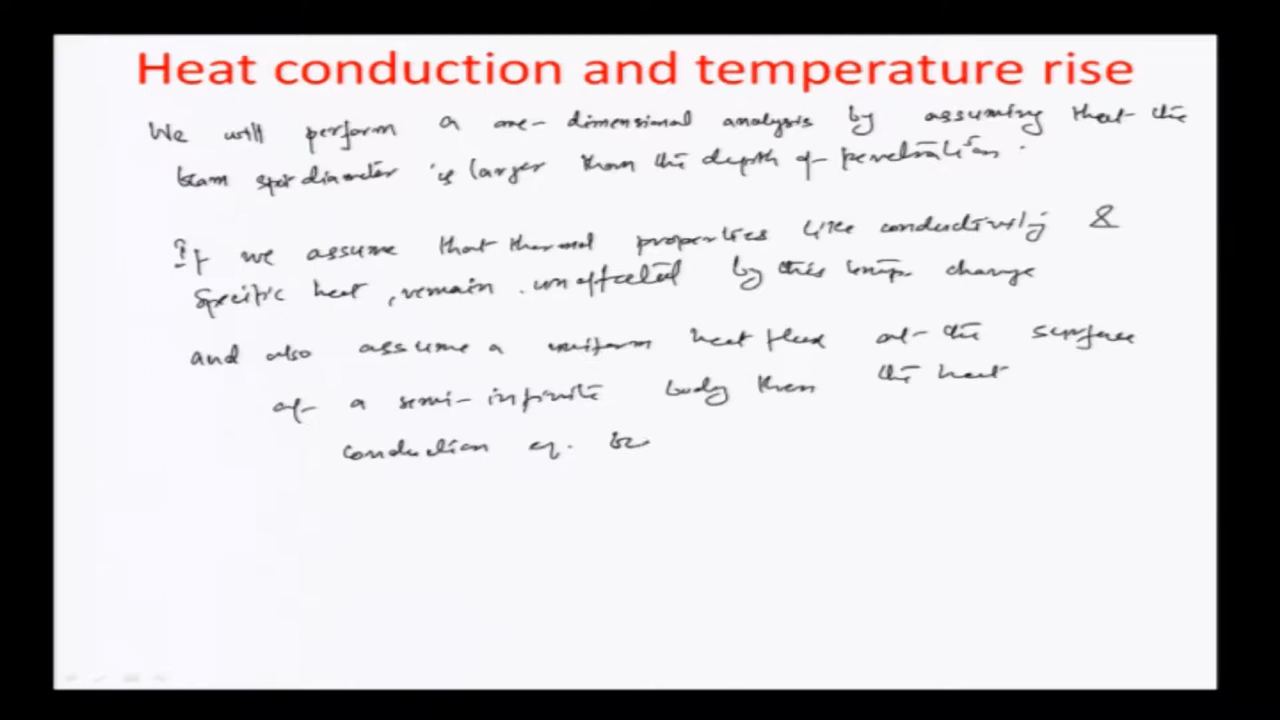 Heat conduction and temperature rise
We will perform a one-dimensional analysis by assuming that the
beam spot diameter is larger than the depth of penetration.
If we assume that thermal properties like conductivity &
specific heat, remain unaffected by this temp change
and also assume a uniform heat flux at the surface
of a semi-infinite body then the heat
conduction eq. be